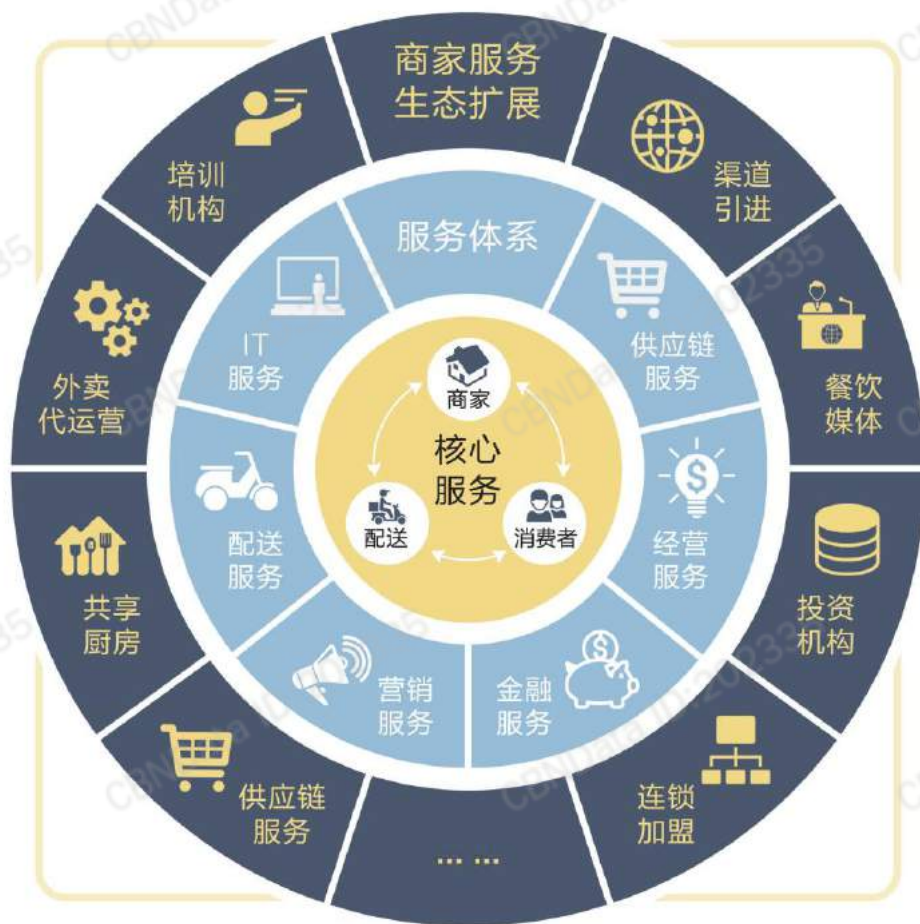 商家服务
生态扩展
渠道
引进
餐饮
媒体
投资
机构
连锁
加盟
... ...
供应链
服务
共享
厨房
外卖
代运营
培训
机构
服务体系
供应链
服务
经营
服务
金融
服务
营销
服务
配送
服务
IT
服务
核心
服务
商家
消费者
配送
CBNData ID:202335